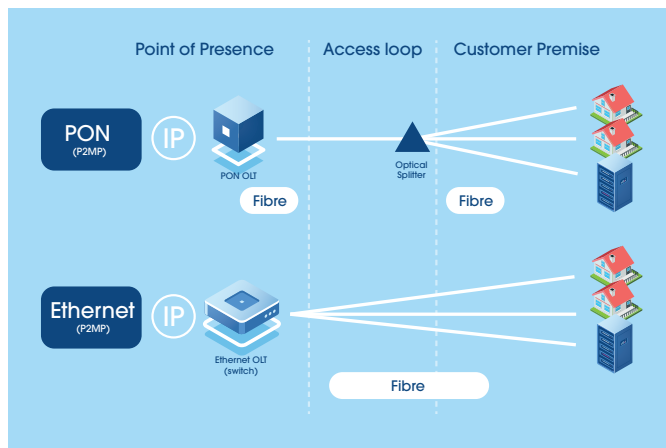 Point of Presence
Access loop
Customer Premise
PON
(P2MP)
IP
PON OLT
Optical
Splitter
Fibre
Fibre
Ethernet
(P2MP)
IP
Ethernet OLT
(switch)
Fibre